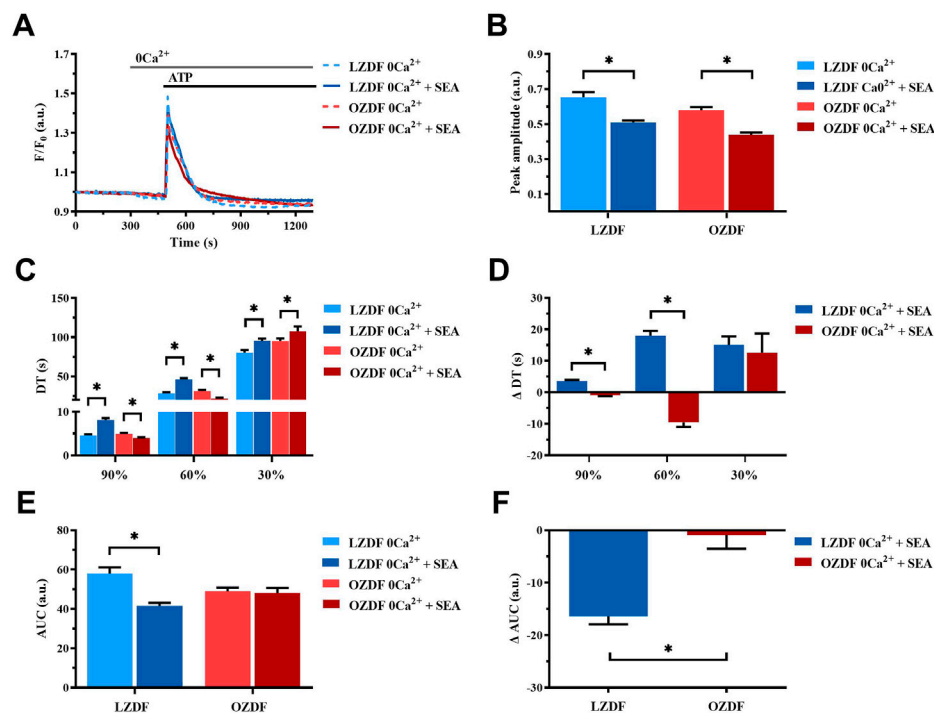 A
0Ca²⁺
ATP
F/F₀ (a.u.)
1.7
1.5
1.3
1.1
0.9
0 300 600 900 1200
Time (s)
LZDF 0Ca²⁺
LZDF 0Ca²⁺ + SEA
OZDF 0Ca²⁺
OZDF 0Ca²⁺ + SEA
B
Peak amplitude (a.u.)
0.9
0.7
0.5
0.3
0.1
*
*
LZDF OZDF
LZDF 0Ca²⁺
LZDF Ca0²⁺ + SEA
OZDF 0Ca²⁺
OZDF 0Ca²⁺ + SEA
C
DT (s)
150
100
50
10
5
0
* * * * * *
90% 60% 30%
LZDF 0Ca²⁺
LZDF 0Ca²⁺ + SEA
OZDF 0Ca²⁺
OZDF 0Ca²⁺ + SEA
D
Δ DT (s)
30
20
10
0
-10
-20
* *
90% 60% 30%
LZDF 0Ca²⁺ + SEA
OZDF 0Ca²⁺ + SEA
E
AUC (a.u.)
80
60
40
20
0
*
LZDF OZDF
LZDF 0Ca²⁺
LZDF 0Ca²⁺ + SEA
OZDF 0Ca²⁺
OZDF 0Ca²⁺ + SEA
F
Δ AUC (a.u.)
0
-10
-20
-30
*
LZDF OZDF
LZDF 0Ca²⁺ + SEA
OZDF 0Ca²⁺ + SEA